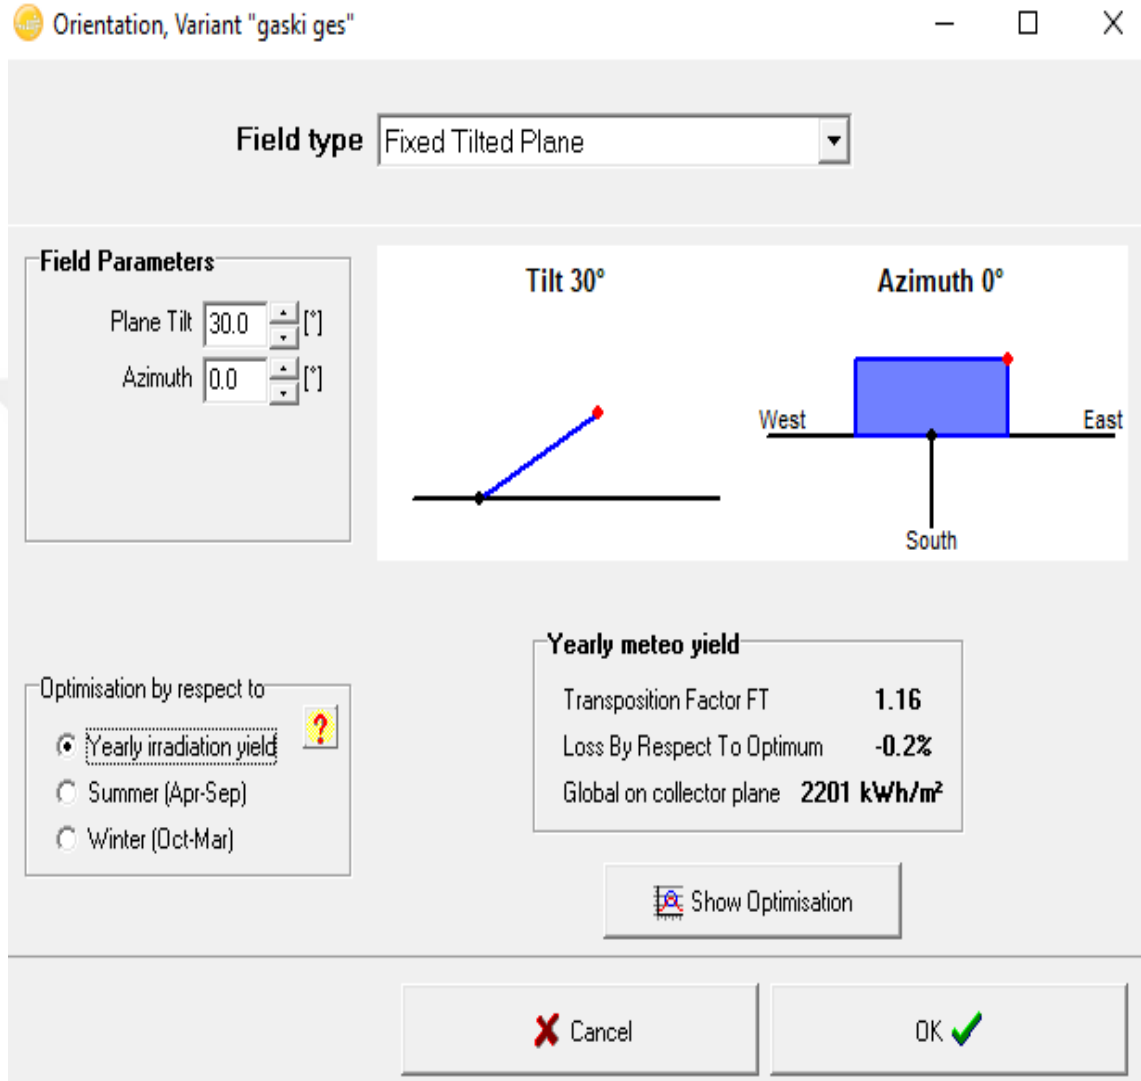 Orientation, Variant "gaski ges"
Field type Fixed Tilted Plane
Field Parameters
Plane Tilt 30.0 [°]
Azimuth 0.0 [°]
Tilt 30°
Azimuth 0°
West
East
South
Optimisation by respect to
?
Yearly irradiation yield
Summer (Apr-Sep)
Winter (Oct-Mar)
Yearly meteo yield
Transposition Factor FT 1.16
Loss By Respect To Optimum -0.2%
Global on collector plane 2201 kWh/m²
Show Optimisation
Cancel
OK